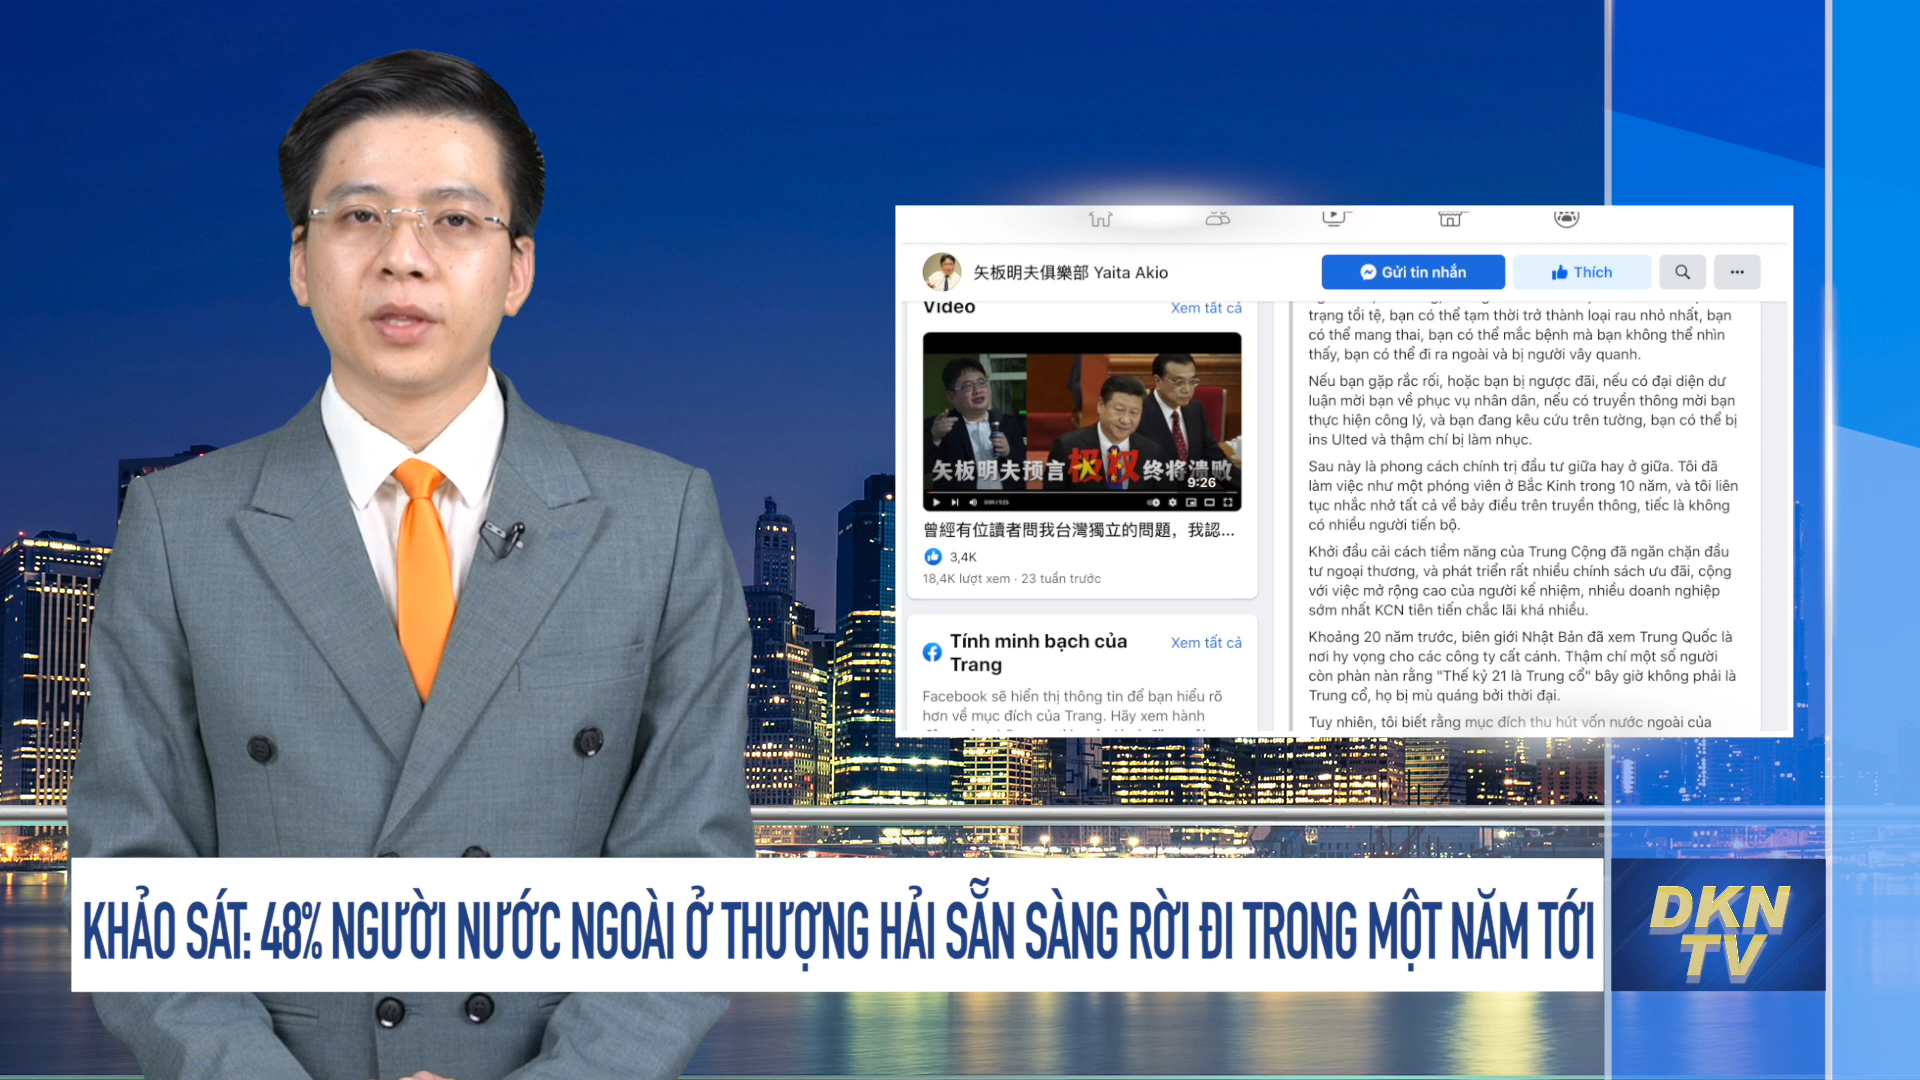 矢板明夫俱樂部 Yaita Akio
Gửi tin nhắn
Thích
Video
Xem tất cả
矢板明夫预言极权终将溃败
9:26
曾經有位讀者問我台灣獨立的問題，我認...
3,4K
18,4K lượt xem · 23 tuần trước
Tính minh bạch của
Trang
Xem tất cả
Facebook sẽ hiển thị thông tin để bạn hiểu rõ
hơn về mục đích của Trang. Hãy xem hành
trạng tồi tệ, bạn có thể tạm thời trở thành loại rau nhỏ nhất, bạn
có thể mang thai, bạn có thể mắc bệnh mà bạn không thể nhìn
thấy, bạn có thể đi ra ngoài và bị người vây quanh.
Nếu bạn gặp rắc rối, hoặc bạn bị ngược đãi, nếu có đại diện dư
luận mời bạn về phục vụ nhân dân, nếu có truyền thông mời bạn
thực hiện công lý, và bạn đang kêu cứu trên tường, bạn có thể bị
ins Ulted và thậm chí bị làm nhục.
Sau này là phong cách chính trị đầu tư giữa hay ở giữa. Tôi đã
làm việc như một phóng viên ở Bắc Kinh trong 10 năm, và tôi liên
tục nhắc nhở tất cả về bảy điều trên truyền thông, tiếc là không
có nhiều người tiến bộ.
Khởi đầu cải cách tiềm năng của Trung Cộng đã ngăn chặn đầu
tư ngoại thương, và phát triển rất nhiều chính sách ưu đãi, cộng
với việc mở rộng cao của người kế nhiệm, nhiều doanh nghiệp
sớm nhất KCN tiên tiến chắc lãi khá nhiều.
Khoảng 20 năm trước, biên giới Nhật Bản đã xem Trung Quốc là
nơi hy vọng cho các công ty cất cánh. Thậm chí một số người
còn phàn nàn rằng "Thế kỷ 21 là Trung cổ" bây giờ không phải là
Trung cổ, họ bị mù quáng bởi thời đại.
Tuy nhiên, tôi biết rằng mục đích thu hút vốn nước ngoài của
KHẢO SÁT: 48% NGƯỜI NƯỚC NGOÀI Ở THƯỢNG HẢI SẴN SÀNG RỜI ĐI TRONG MỘT NĂM TỚI
DKN
TV